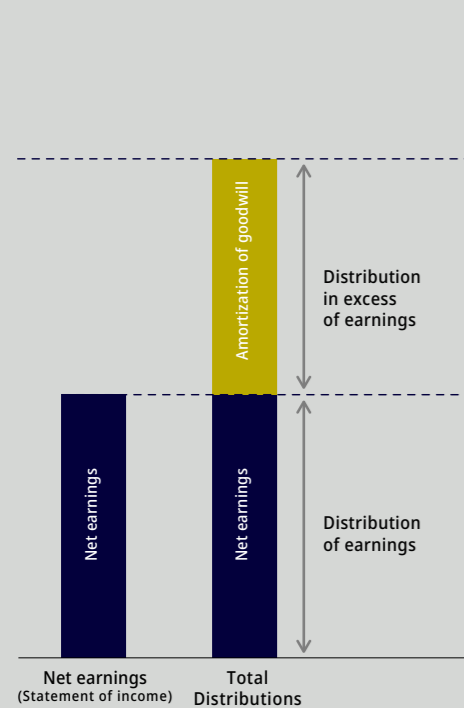 Amortization of goodwill
Distribution
in excess
of earnings
Net earnings
Net earnings
Distribution
of earnings
Net earnings
(Statement of income)
Total
Distributions